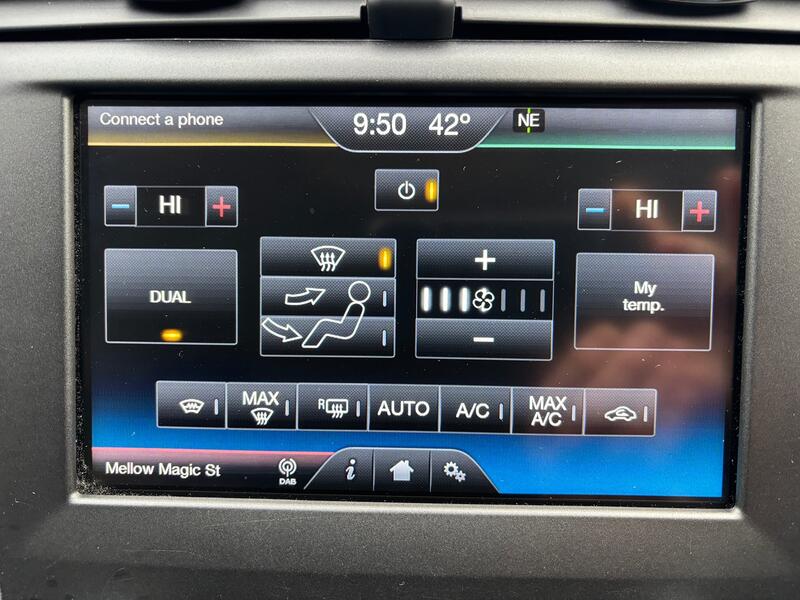 Connect a phone
9:50 42°
NE
HI
HI
DUAL
My
temp.
MAX
R
AUTO
A/C
MAX
A/C
Mellow Magic St
DAB
i